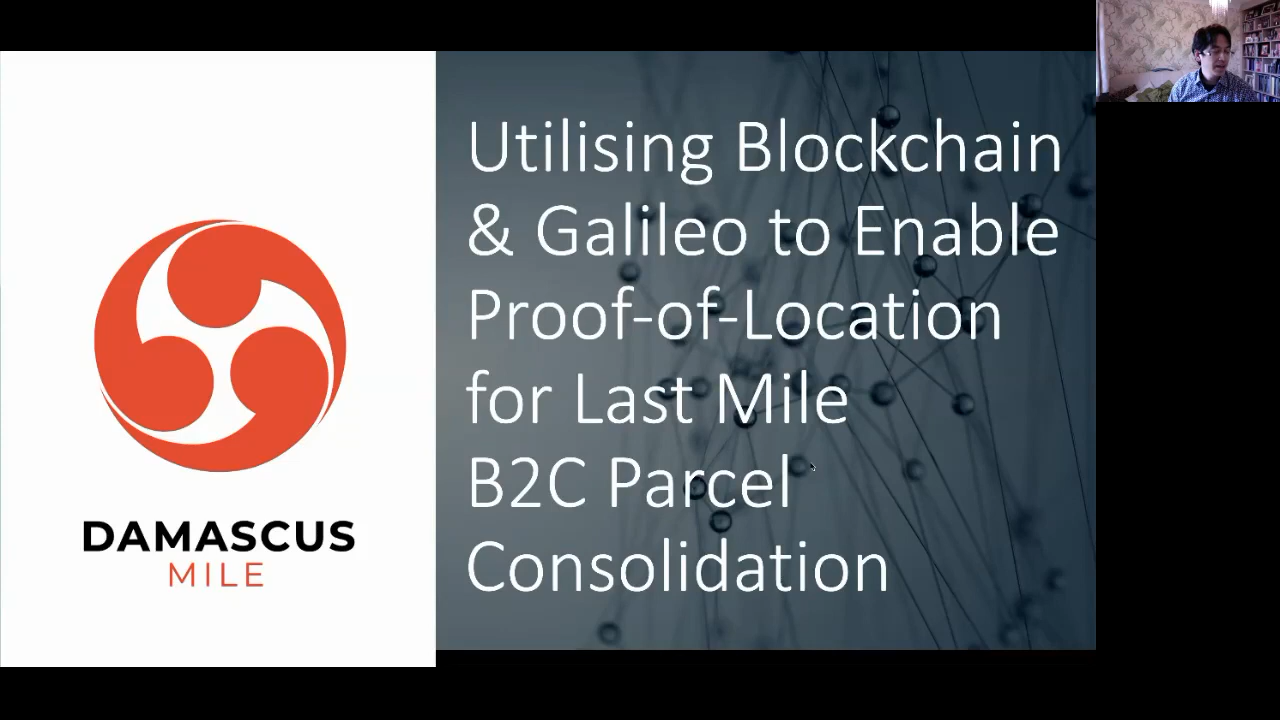 DAMASCUS
MILE
Utilising Blockchain
& Galileo to Enable
Proof-of-Location
for Last Mile
B2C Parcel
Consolidation